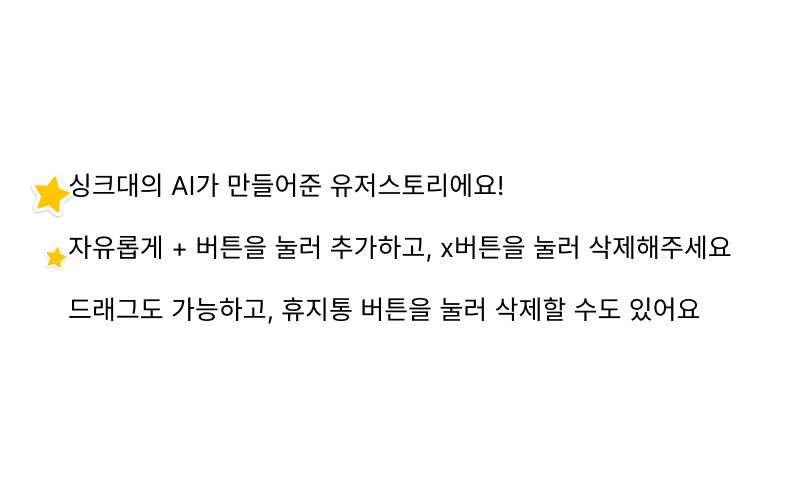 싱크대의 AI가 만들어준 유저스토리에요!
자유롭게 + 버튼을 눌러 추가하고, x버튼을 눌러 삭제해주세요
드래그도 가능하고, 휴지통 버튼을 눌러 삭제할 수도 있어요